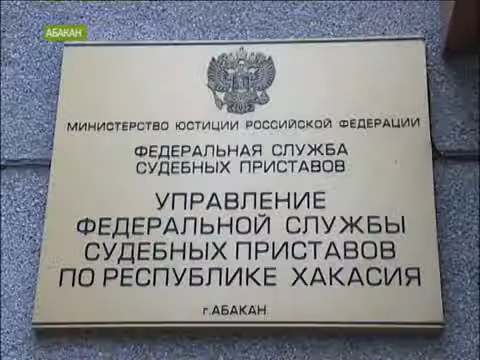 АБАКАН
МИНИСТЕРСТВО ЮСТИЦИИ РОССИЙСКОЙ ФЕДЕРАЦИИ
ФЕДЕРАЛЬНАЯ СЛУЖБА
СУДЕБНЫХ ПРИСТАВОВ
УПРАВЛЕНИЕ
ФЕДЕРАЛЬНОЙ СЛУЖБЫ
СУДЕБНЫХ ПРИСТАВОВ
ПО РЕСПУБЛИКЕ ХАКАСИЯ
г.АБАКАН